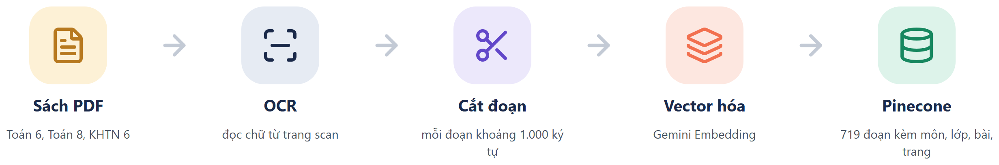 Sách PDF
Toán 6, Toán 8, KHTN 6
OCR
đọc chữ từ trang scan
Cắt đoạn
mỗi đoạn khoảng 1.000 ký
tự
Vector hóa
Gemini Embedding
Pinecone
719 đoạn kèm môn, lớp, bài,
trang